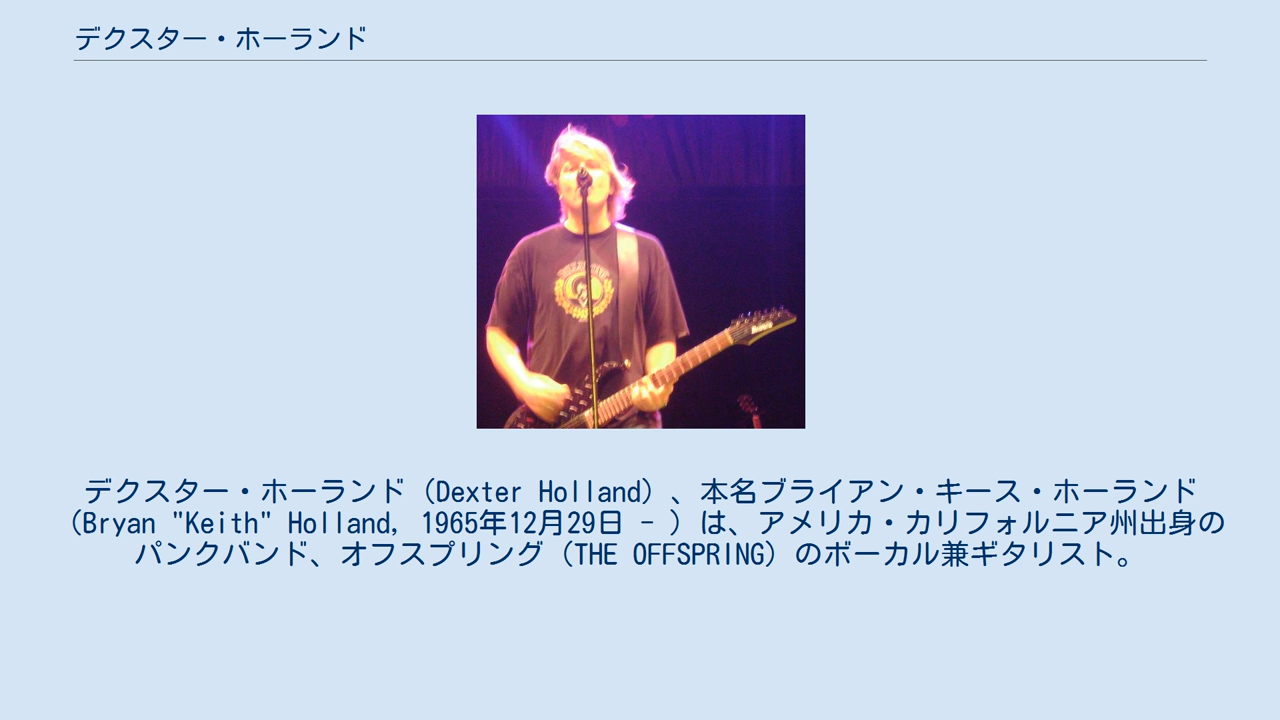 デクスター・ホーランド
デクスター・ホーランド（Dexter Holland）、本名ブライアン・キース・ホーランド
（Bryan "Keith" Holland, 1965年12月29日 - ）は、アメリカ・カリフォルニア州出身の
パンクバンド、オフスプリング（THE OFFSPRING）のボーカル兼ギタリスト。